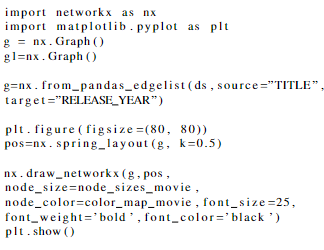 import networkx as nx
import matplotlib.pyplot as plt
g = nx.Graph()
g1=nx.Graph()
g=nx.from_pandas_edgelist(ds,source="TITLE",
target="RELEASE_YEAR")
plt.figure(figsize=(80, 80))
pos=nx.spring_layout(g, k=0.5)
nx.draw_networkx(g,pos,
node_size=node_sizes_movie,
node_color=color_map_movie,font_size=25,
font_weight='bold',font_color='black')
plt.show()